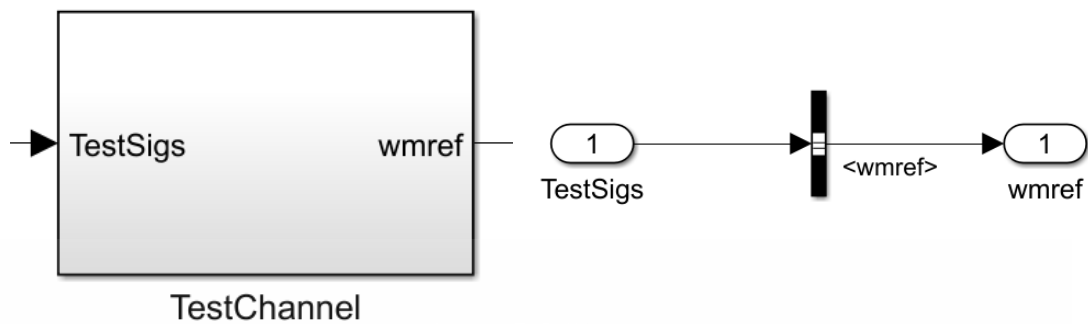 TestSigs
wmref
TestChannel
1
TestSigs
<wmref>
1
wmref